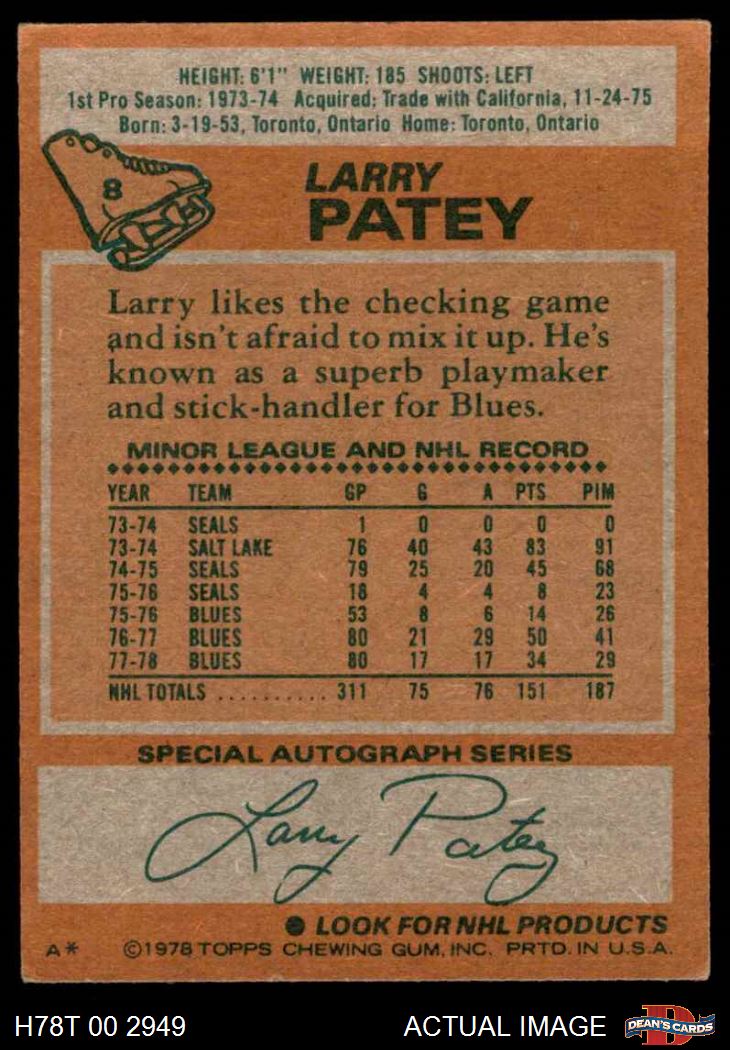 HEIGHT: 6'1" WEIGHT: 185 SHOOTS: LEFT
1st Pro Season: 1973-74 Acquired: Trade with California, 11-24-75
Born: 3-19-53, Toronto, Ontario Home: Toronto, Ontario
8
LARRY
PATEY
Larry likes the checking game
and isn't afraid to mix it up. He's
known as a superb playmaker
and stick-handler for Blues.
MINOR LEAGUE AND NHL RECORD
YEAR TEAM GP G A PTS PIM
73-74 SEALS 1 0 0 0 0
73-74 SALT LAKE 76 40 43 83 91
74-75 SEALS 79 25 20 45 68
75-76 SEALS 18 4 4 8 23
75-76 BLUES 53 8 6 14 26
76-77 BLUES 80 21 29 50 41
77-78 BLUES 80 17 17 34 29
NHL TOTALS .......... 311 75 76 151 187
SPECIAL AUTOGRAPH SERIES
Larry Patey
● LOOK FOR NHL PRODUCTS
A* ©1978 TOPPS CHEWING GUM, INC. PRTD. IN U.S.A.
H78T 00 2949 ACTUAL IMAGE D DEAN'S CARDS